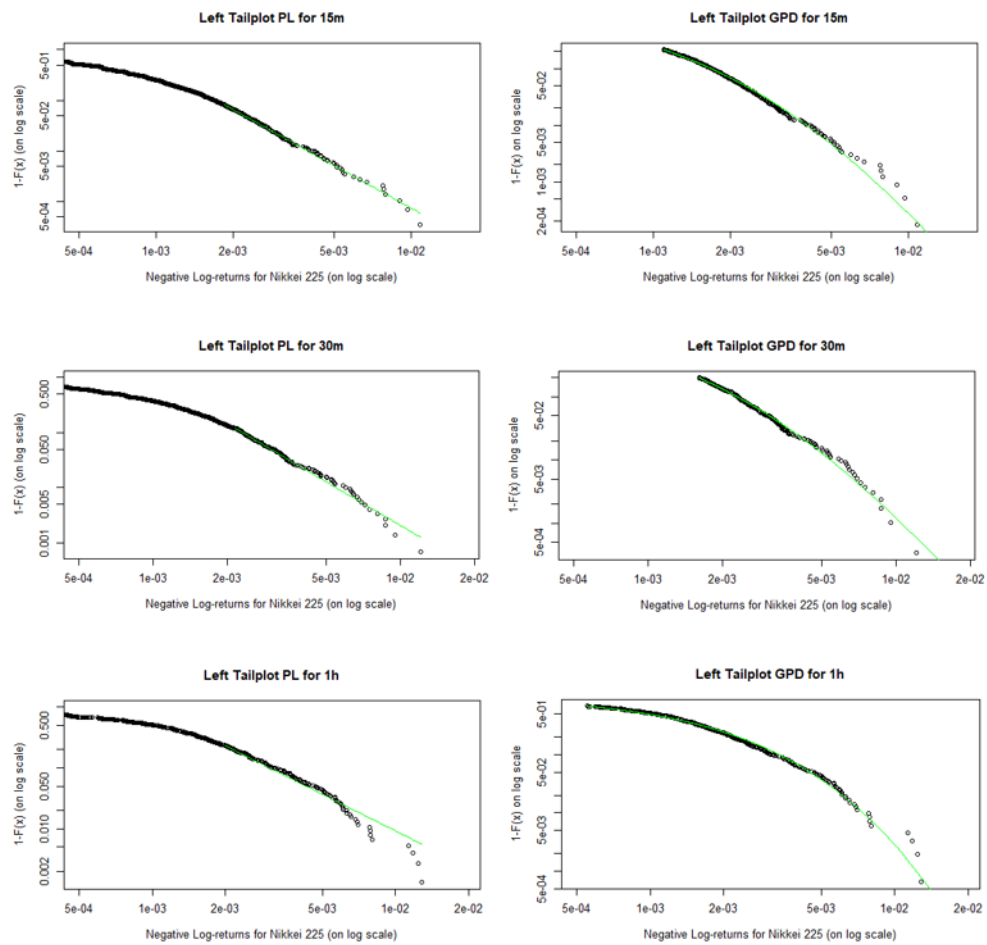 Left Tailplot PL for 15m
1-F(x) (on log scale)
5e-01
5e-02
5e-03
5e-04
5e-04 1e-03 2e-03 5e-03 1e-02
Negative Log-returns for Nikkei 225 (on log scale)
Left Tailplot GPD for 15m
1-F(x) on log scale
5e-02
5e-03
1e-03
2e-04
5e-04 1e-03 2e-03 5e-03 1e-02
Negative Log-returns for Nikkei 225 (on log scale)
Left Tailplot PL for 30m
1-F(x) (on log scale)
0.500
0.050
0.005
0.001
5e-04 1e-03 2e-03 5e-03 1e-02 2e-02
Negative Log-returns for Nikkei 225 (on log scale)
Left Tailplot GPD for 30m
1-F(x) on log scale
5e-02
5e-03
5e-04
5e-04 1e-03 2e-03 5e-03 1e-02 2e-02
Negative Log-returns for Nikkei 225 (on log scale)
Left Tailplot PL for 1h
1-F(x) (on log scale)
0.500
0.050
0.010
0.002
5e-04 1e-03 2e-03 5e-03 1e-02 2e-02
Negative Log-returns for Nikkei 225 (on log scale)
Left Tailplot GPD for 1h
1-F(x) on log scale
5e-01
5e-02
5e-03
5e-04
5e-04 1e-03 2e-03 5e-03 1e-02 2e-02
Negative Log-returns for Nikkei 225 (on log scale)